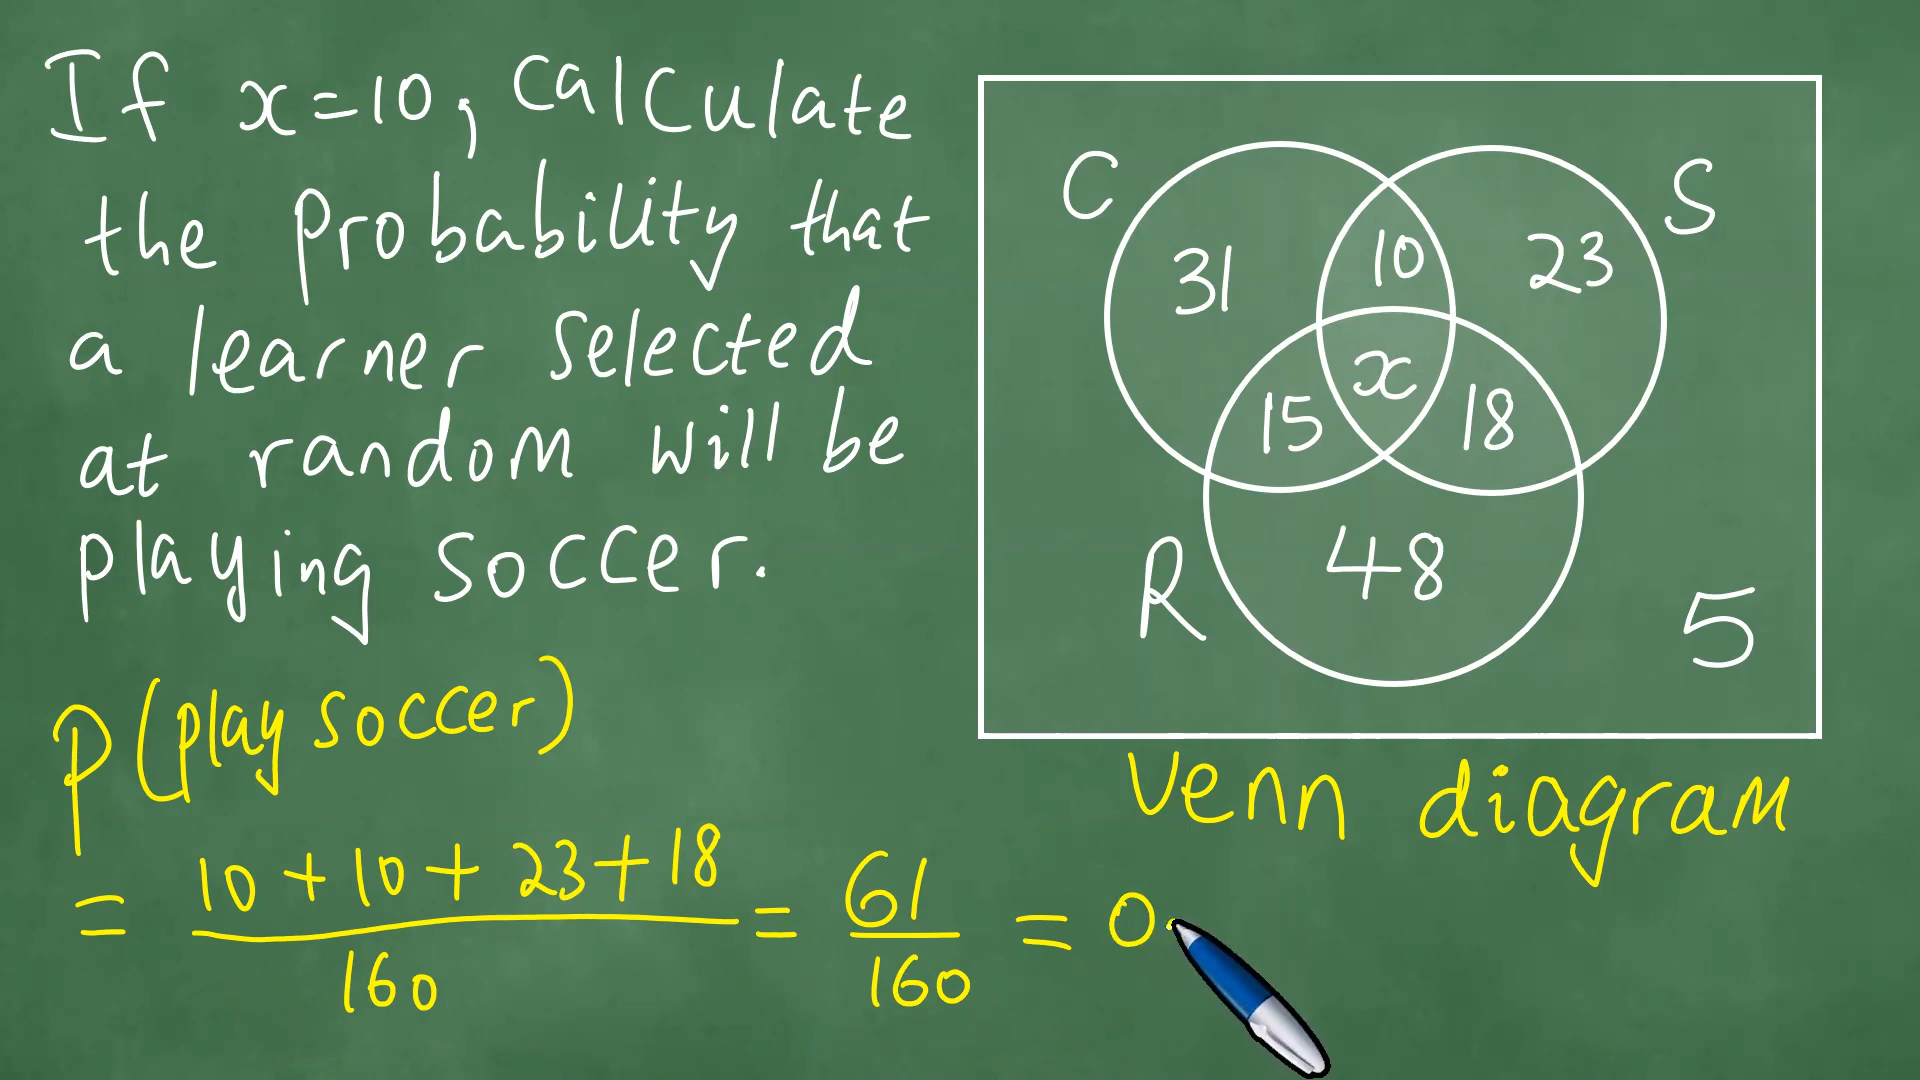 If x=10, calculate
the probability that
a learner selected
at random will be
playing soccer.
P(play soccer)
= (10+10+23+18)/160 = 61/160 = 0.
C
S
31
10
23
x
15
18
R
48
5
Venn diagram